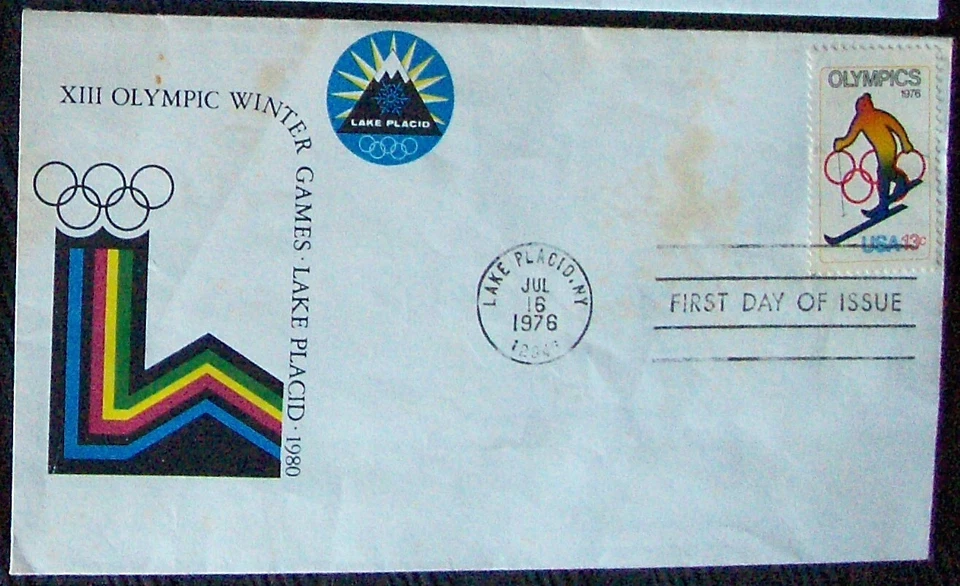 XIII OLYMPIC WINTER GAMES · LAKE PLACID · 1980
LAKE PLACID
OLYMPICS
1976
USA 13c
LAKE PLACID, NY
JUL
16
1976
FIRST DAY OF ISSUE